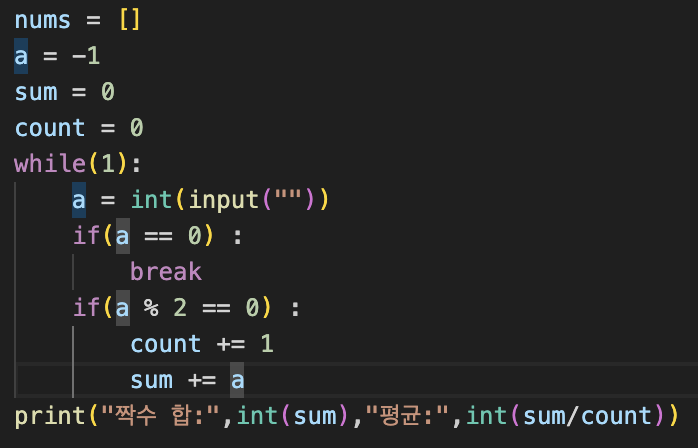 nums = []
a = -1
sum = 0
count = 0
while(1):
    a = int(input(""))
    if(a == 0) :
        break
    if(a % 2 == 0) :
        count += 1
        sum += a
print("짝수 합:",int(sum),"평균:",int(sum/count))